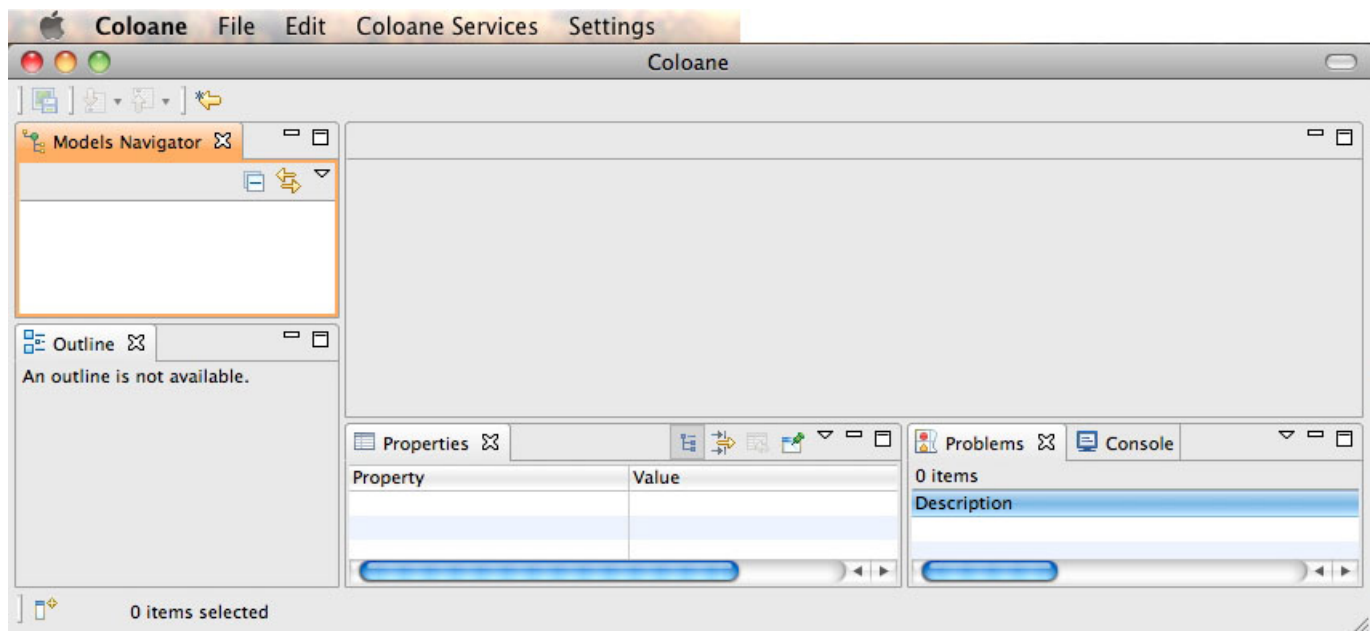 Coloane File Edit Coloane Services Settings
Coloane
Models Navigator
Outline
An outline is not available.
Properties
Property Value
Problems Console
0 items
Description
0 items selected